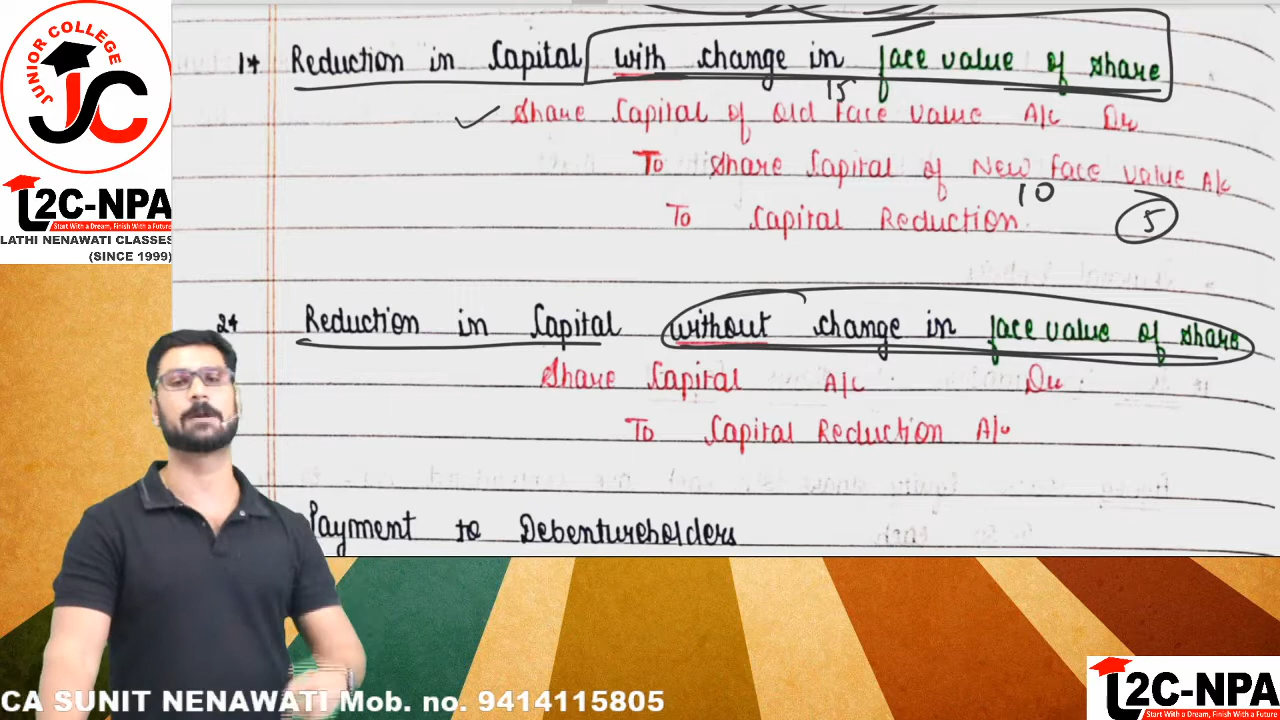 JUNIOR COLLEGE
JC
L2C-NPA
Start With a Dream, Finish With a Future
LATHI NENAWATI CLASSES
(SINCE 1999)
1* Reduction in Capital with change in face value of share
15
Share Capital of Old Face Value A/c Dr
To Share Capital of New Face Value A/c
10
To Capital Reduction 5
2* Reduction in Capital without change in face value of share
Share Capital A/c Dr
To Capital Reduction A/c
Payment to Debentureholders
CA SUNIT NENAWATI Mob. no. 9414115805
L2C-NPA
Start With a Dream, Finish With a Future